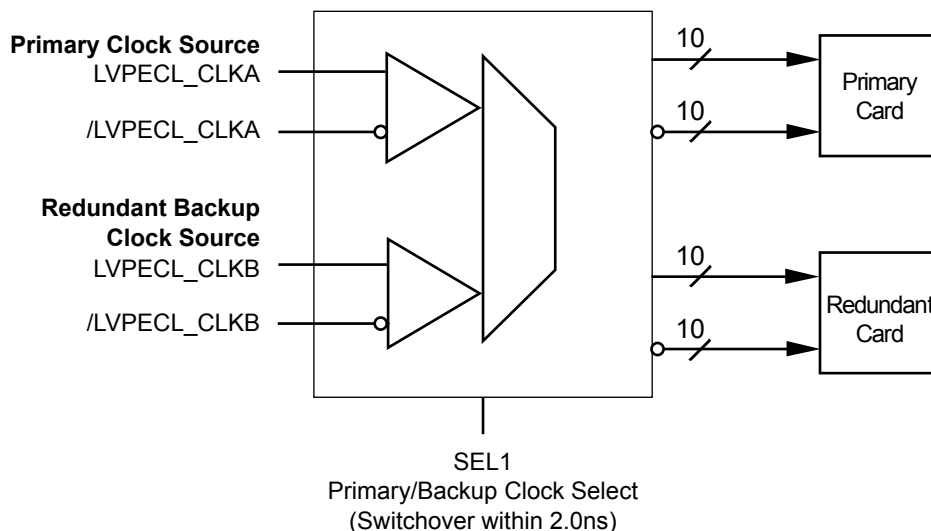 Primary Clock Source
LVPECL_CLKA
/LVPECL_CLKA
Redundant Backup
Clock Source
LVPECL_CLKB
/LVPECL_CLKB
10
10
Primary
Card
10
10
Redundant
Card
SEL1
Primary/Backup Clock Select
(Switchover within 2.0ns)